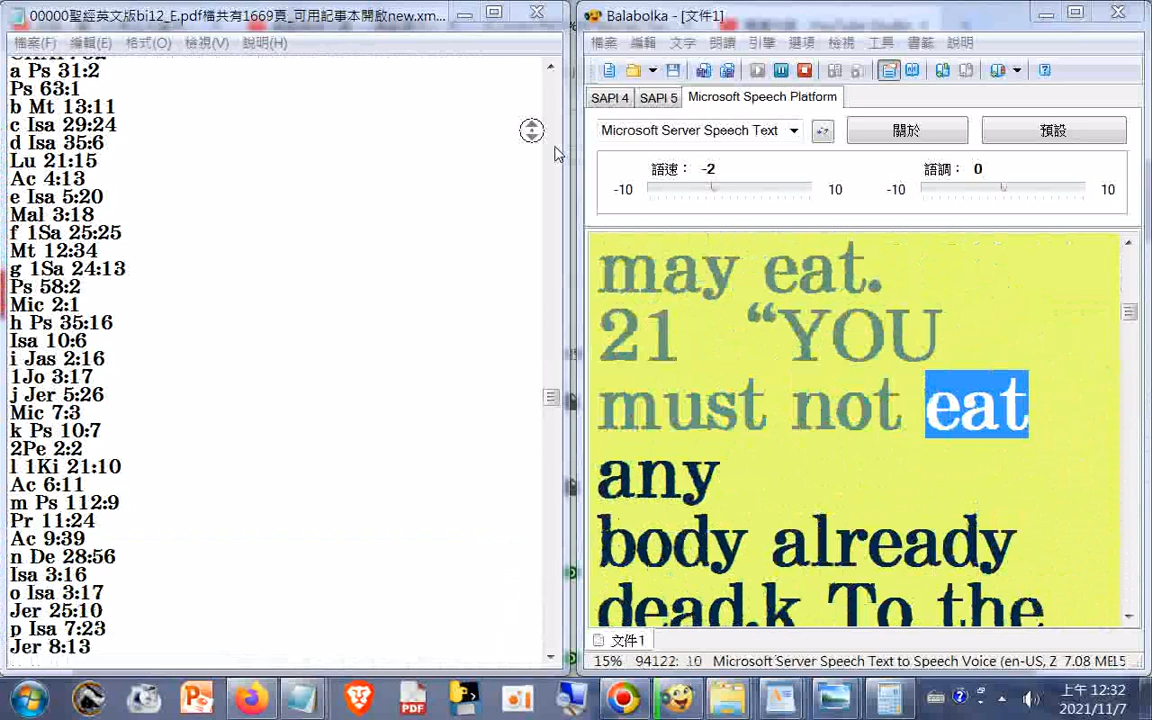 00000聖經英文版bi12_E.pdf檔共有1669頁_可用記事本開啟new.xm...
檔案(F) 編輯(E) 格式(O) 檢視(V) 說明(H)
a Ps 31:2
Ps 63:1
b Mt 13:11
c Isa 29:24
d Isa 35:6
Lu 21:15
Ac 4:13
e Isa 5:20
Mal 3:18
f 1Sa 25:25
Mt 12:34
g 1Sa 24:13
Ps 58:2
Mic 2:1
h Ps 35:16
Isa 10:6
i Jas 2:16
1Jo 3:17
j Jer 5:26
Mic 7:3
k Ps 10:7
2Pe 2:2
l 1Ki 21:10
Ac 6:11
m Ps 112:9
Pr 11:24
Ac 9:39
n De 28:56
Isa 3:16
o Isa 3:17
Jer 25:10
p Isa 7:23
Jer 8:13
Balabolka - [文件1]
檔案 編輯 文字 朗讀 引擎 選項 檢視 工具 書籤 說明
SAPI 4 SAPI 5 Microsoft Speech Platform
Microsoft Server Speech Text 關於 預設
語速： -2 語調： 0
-10 10 -10 10
may eat.
21 “YOU
must not eat
any
body already
dead.k To the
文件1
15% 94122: 10 Microsoft Server Speech Text to Speech Voice (en-US, Z 7.08 ME
上午 12:32
2021/11/7